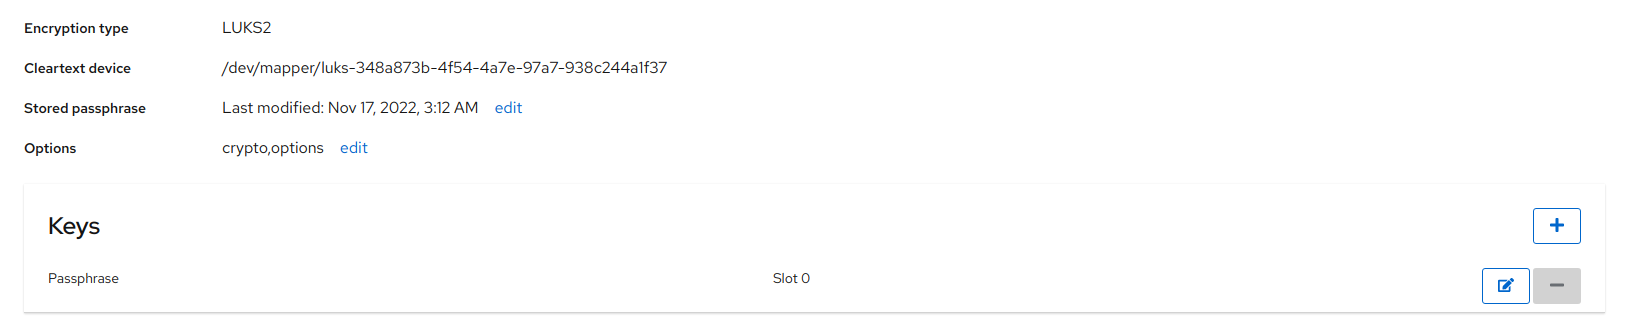 Encryption type LUKS2
Cleartext device /dev/mapper/luks-348a873b-4f54-4a7e-97a7-938c244a1f37
Stored passphrase Last modified: Nov 17, 2022, 3:12 AM edit
Options crypto,options edit
Keys
Passphrase Slot 0